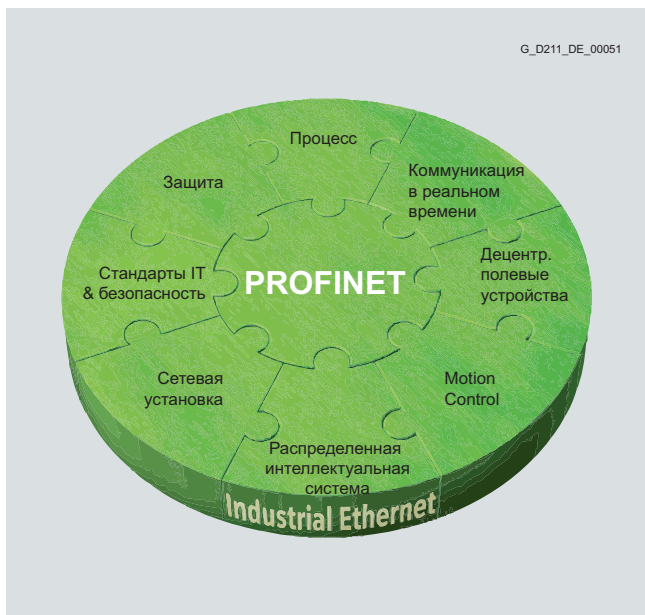 G_D211_DE_00051
Процесс
Коммуникация
в реальном
времени
Защита
Децентр.
полевые
устройства
Стандарты IT
& безопасность
PROFINET
Motion
Control
Сетевая
установка
Распределенная
интеллектуальная
система
Industrial Ethernet